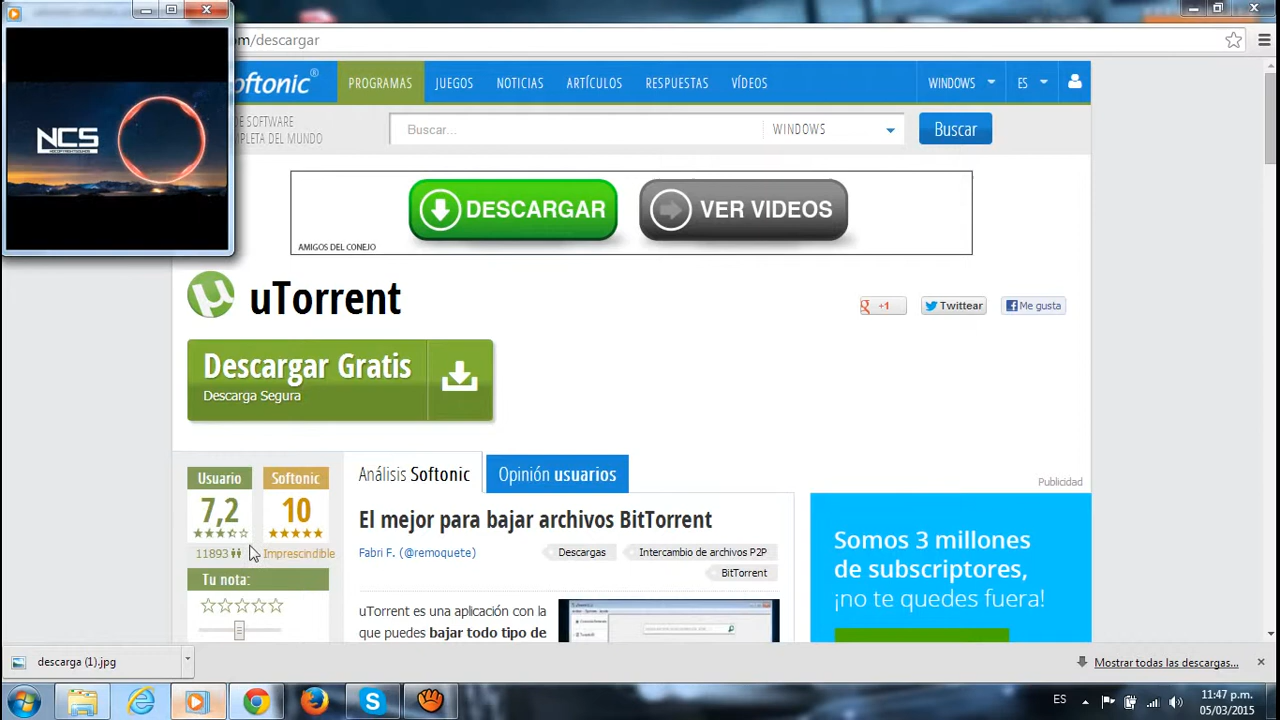 om/descargar
NCS
oftonic®
PROGRAMAS
JUEGOS
NOTICIAS
ARTÍCULOS
RESPUESTAS
VÍDEOS
WINDOWS
ES
DE SOFTWARE
PLETA DEL MUNDO
Buscar...
WINDOWS
Buscar
DESCARGAR
VER VIDEOS
AMIGOS DEL CONEJO
uTorrent
+1
Twittear
Me gusta
Descargar Gratis
Descarga Segura
Usuario
7,2
11893
Softonic
10
Imprescindible
Tu nota:
Análisis Softonic
Opinión usuarios
El mejor para bajar archivos BitTorrent
Fabri F. (@remoquete)
Descargas
Intercambio de archivos P2P
BitTorrent
uTorrent es una aplicación con la
que puedes bajar todo tipo de
Publicidad
Somos 3 millones
de subscriptores,
¡no te quedes fuera!
descarga (1).jpg
Mostrar todas las descargas...
ES
11:47 p.m.
05/03/2015